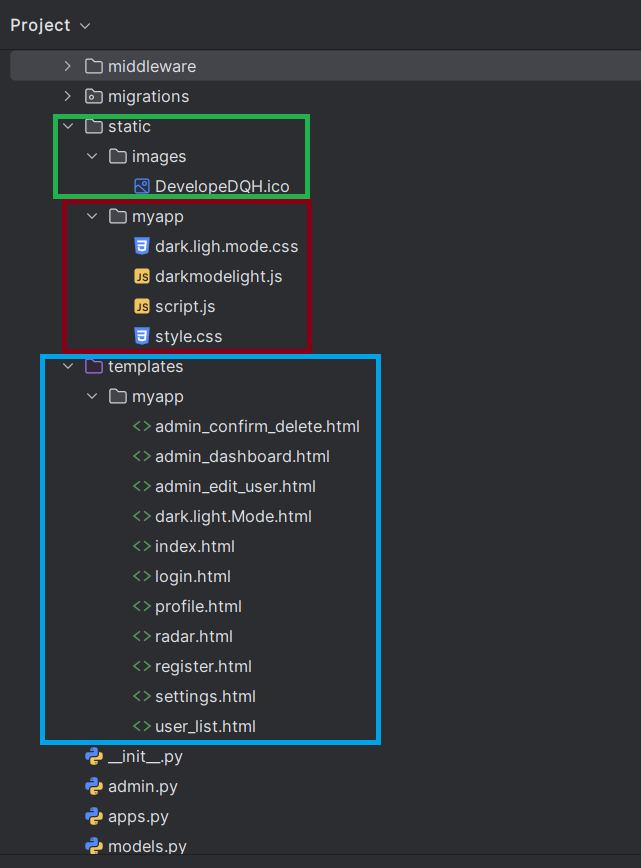 Project
middleware
migrations
static
images
DevelopeDQH.ico
myapp
dark.ligh.mode.css
darkmodelight.js
script.js
style.css
templates
myapp
admin_confirm_delete.html
admin_dashboard.html
admin_edit_user.html
dark.light.Mode.html
index.html
login.html
profile.html
radar.html
register.html
settings.html
user_list.html
__init__.py
admin.py
apps.py
models.py